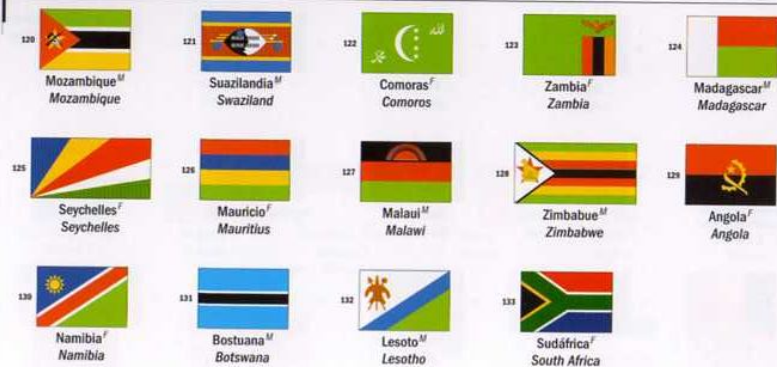 120
Mozambique M
Mozambique
121
Suazilandia M
Swaziland
122
Comoras F
Comoros
123
Zambia F
Zambia
124
Madagascar M
Madagascar
125
Seychelles F
Seychelles
126
Mauricio F
Mauritius
127
Malaui M
Malawi
128
Zimbabue M
Zimbabwe
129
Angola F
Angola
130
Namibia F
Namibia
131
Bostuana M
Botswana
132
Lesoto M
Lesotho
133
Sudáfrica F
South Africa